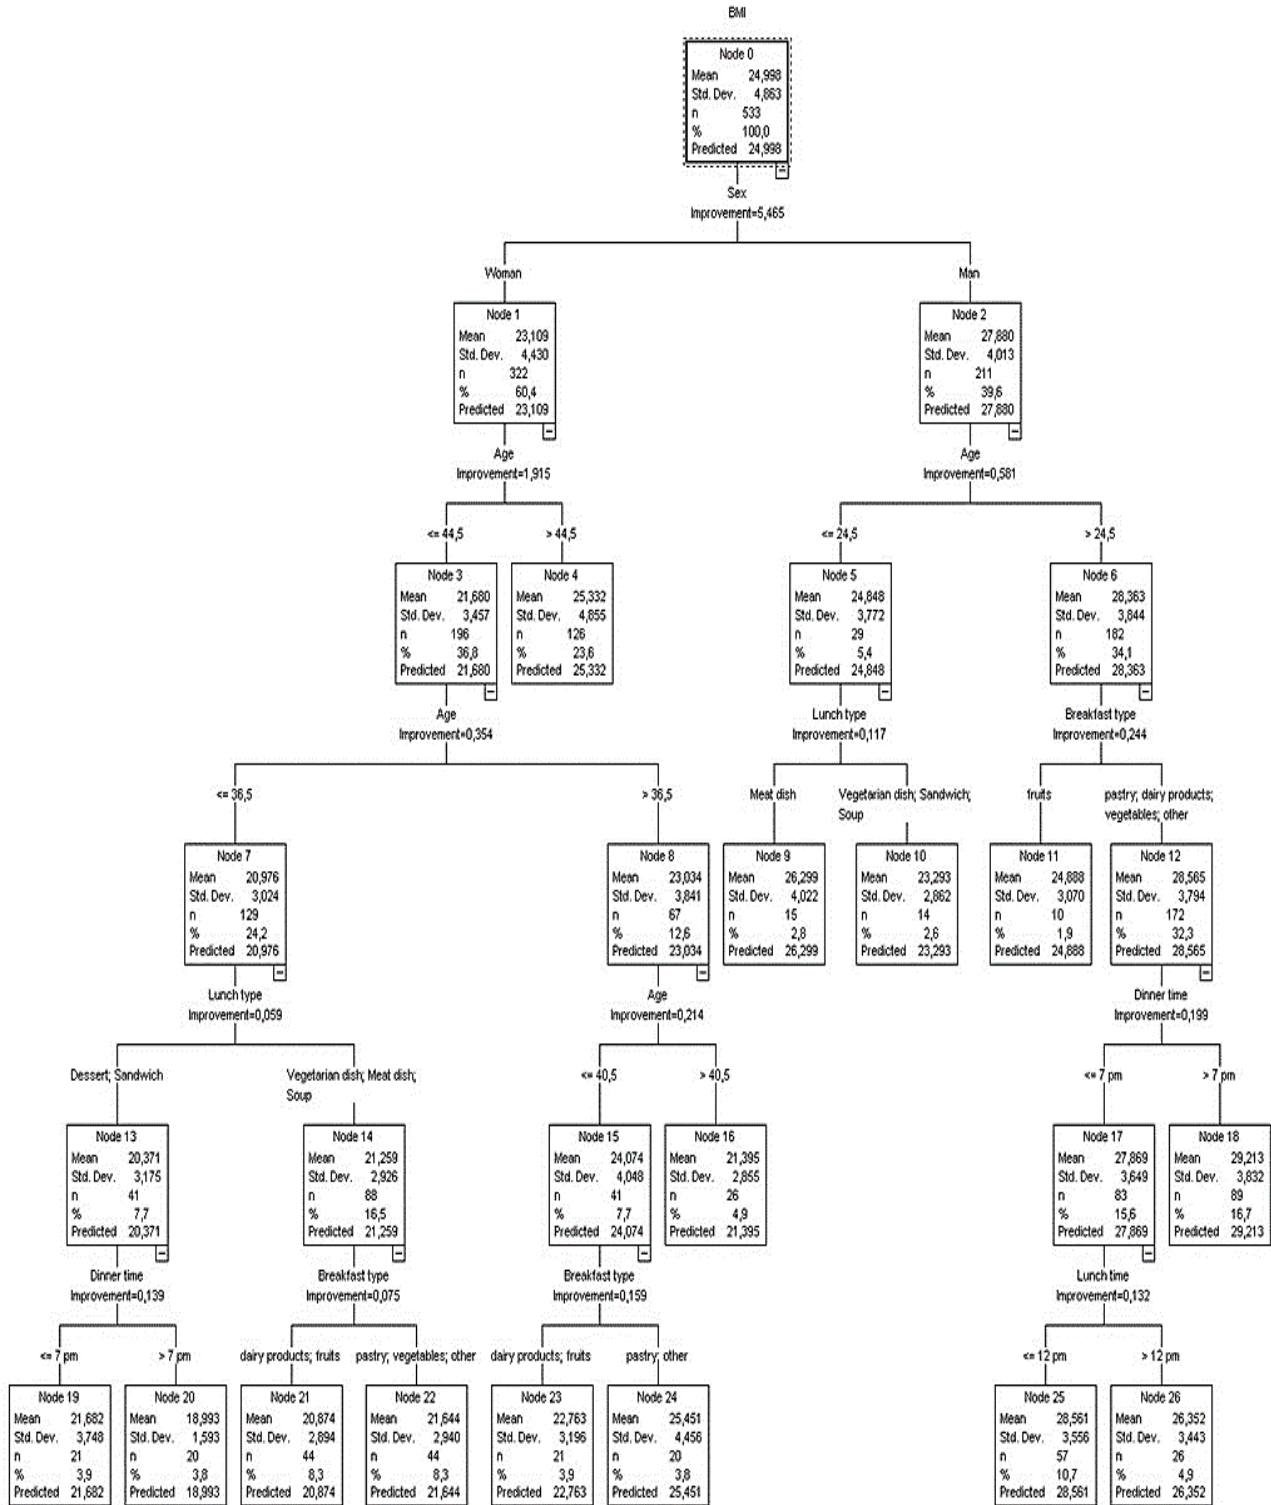 BMI
Node 0
Mean 24,998
Std. Dev. 4,863
n 533
% 100,0
Predicted 24,998
Sex
Improvement=5,465
Woman
Man
Node 1
Mean 23,109
Std. Dev. 4,430
n 322
% 60,4
Predicted 23,109
Node 2
Mean 27,880
Std. Dev. 4,013
n 211
% 39,6
Predicted 27,880
Age
Improvement=1,915
Age
Improvement=0,581
<= 44,5
> 44,5
<= 24,5
> 24,5
Node 3
Mean 21,680
Std. Dev. 3,457
n 196
% 36,8
Predicted 21,680
Node 4
Mean 25,332
Std. Dev. 4,855
n 126
% 23,6
Predicted 25,332
Node 5
Mean 24,848
Std. Dev. 3,772
n 29
% 5,4
Predicted 24,848
Node 6
Mean 28,363
Std. Dev. 3,844
n 182
% 34,1
Predicted 28,363
Age
Improvement=0,354
Lunch type
Improvement=0,117
Breakfast type
Improvement=0,244
<= 36,5
> 36,5
Meat dish
Vegetarian dish; Sandwich;
Soup
fruits
pastry; dairy products;
vegetables; other
Node 7
Mean 20,976
Std. Dev. 3,024
n 129
% 24,2
Predicted 20,976
Node 8
Mean 23,034
Std. Dev. 3,841
n 67
% 12,6
Predicted 23,034
Node 9
Mean 26,299
Std. Dev. 4,022
n 15
% 2,8
Predicted 26,299
Node 10
Mean 23,293
Std. Dev. 2,862
n 14
% 2,6
Predicted 23,293
Node 11
Mean 24,888
Std. Dev. 3,070
n 10
% 1,9
Predicted 24,888
Node 12
Mean 28,565
Std. Dev. 3,794
n 172
% 32,3
Predicted 28,565
Lunch type
Improvement=0,059
Age
Improvement=0,214
Dinner time
Improvement=0,199
Dessert; Sandwich
Vegetarian dish; Meat dish;
Soup
<= 40,5
> 40,5
<= 7 pm
> 7 pm
Node 13
Mean 20,371
Std. Dev. 3,175
n 41
% 7,7
Predicted 20,371
Node 14
Mean 21,259
Std. Dev. 2,926
n 88
% 16,5
Predicted 21,259
Node 15
Mean 24,074
Std. Dev. 4,048
n 41
% 7,7
Predicted 24,074
Node 16
Mean 21,395
Std. Dev. 2,855
n 26
% 4,9
Predicted 21,395
Node 17
Mean 27,869
Std. Dev. 3,649
n 83
% 15,6
Predicted 27,869
Node 18
Mean 29,213
Std. Dev. 3,832
n 89
% 16,7
Predicted 29,213
Dinner time
Improvement=0,139
Breakfast type
Improvement=0,075
Breakfast type
Improvement=0,159
Lunch time
Improvement=0,132
<= 7 pm
> 7 pm
dairy products; fruits
pastry; vegetables; other
dairy products; fruits
pastry; other
<= 12 pm
> 12 pm
Node 19
Mean 21,682
Std. Dev. 3,748
n 21
% 3,9
Predicted 21,682
Node 20
Mean 18,993
Std. Dev. 1,593
n 20
% 3,8
Predicted 18,993
Node 21
Mean 20,874
Std. Dev. 2,894
n 44
% 8,3
Predicted 20,874
Node 22
Mean 21,644
Std. Dev. 2,940
n 44
% 8,3
Predicted 21,644
Node 23
Mean 22,763
Std. Dev. 3,196
n 21
% 3,9
Predicted 22,763
Node 24
Mean 25,451
Std. Dev. 4,456
n 20
% 3,8
Predicted 25,451
Node 25
Mean 28,561
Std. Dev. 3,556
n 57
% 10,7
Predicted 28,561
Node 26
Mean 26,352
Std. Dev. 3,443
n 26
% 4,9
Predicted 26,352